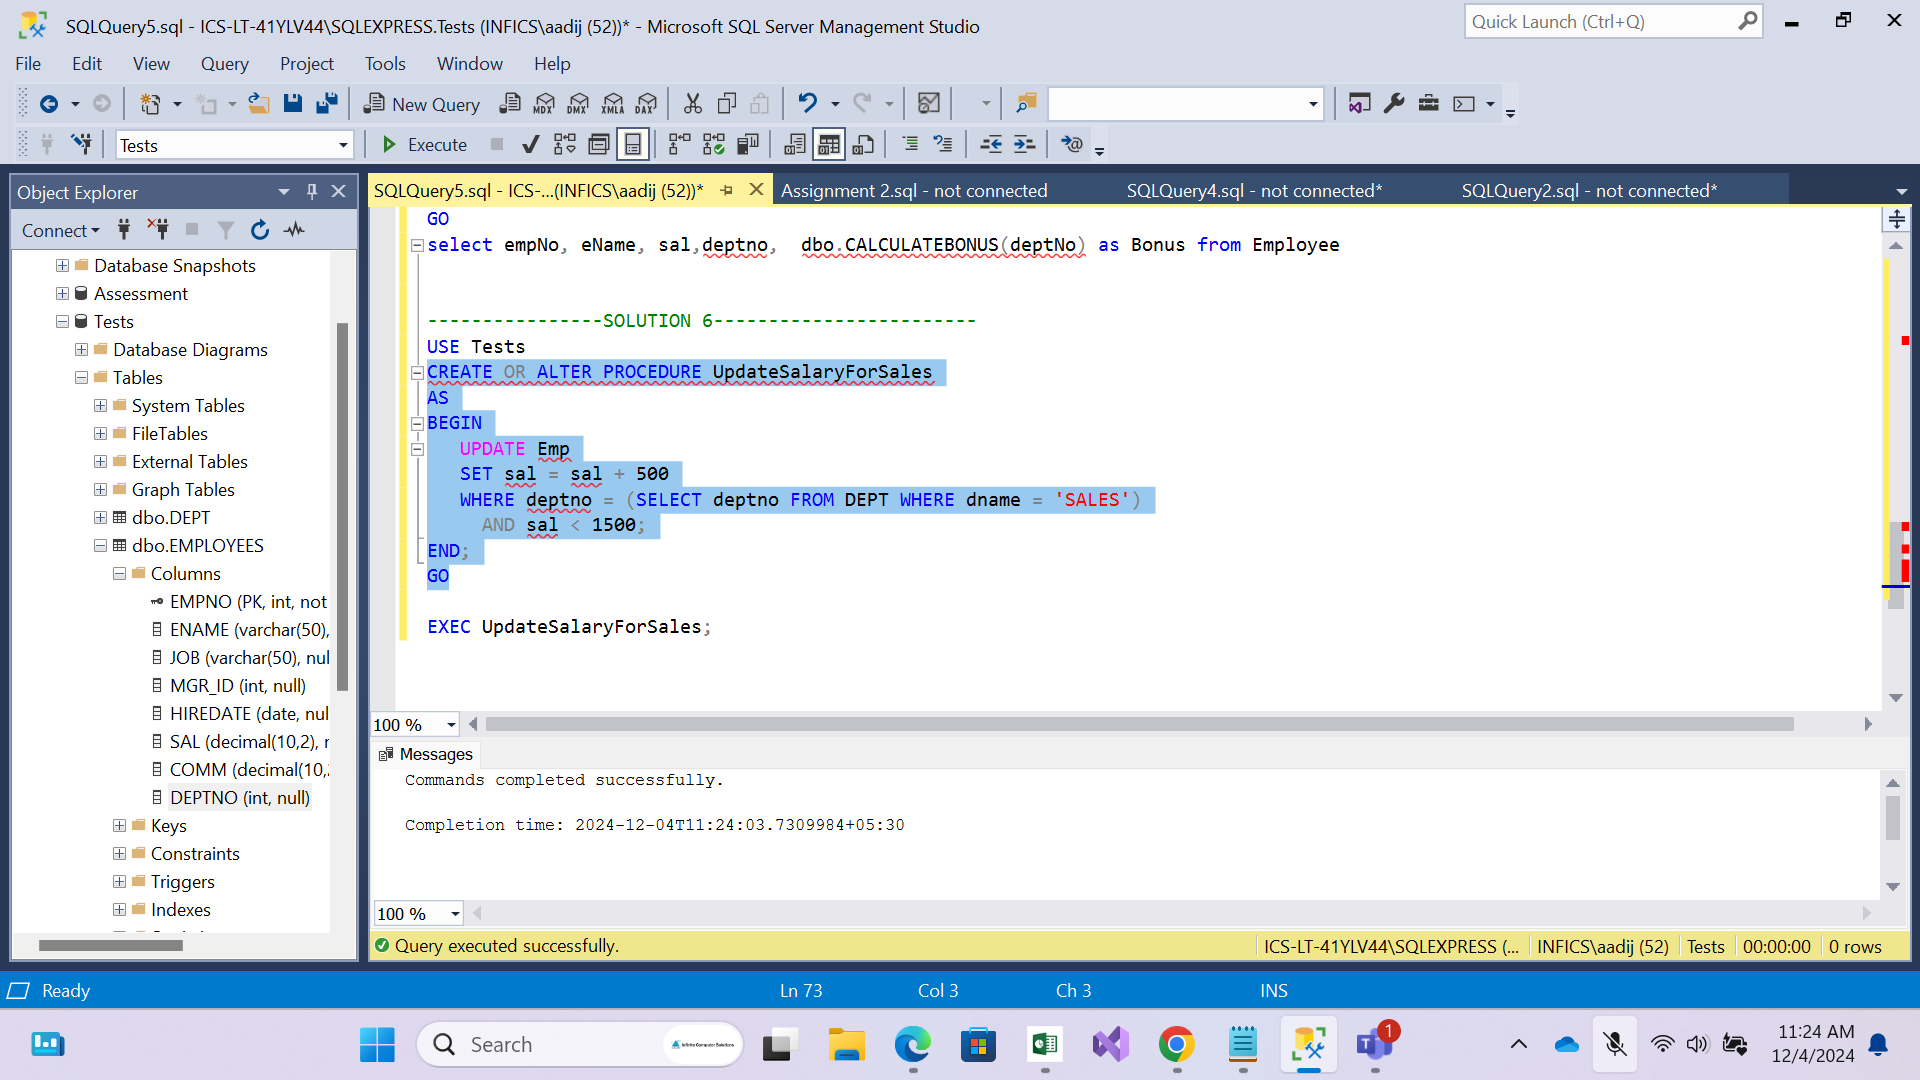 SQLQuery5.sql - ICS-LT-41YLV44\SQLEXPRESS.Tests (INFICS\aadij (52))* - Microsoft SQL Server Management Studio
Quick Launch (Ctrl+Q)
File Edit View Query Project Tools Window Help
New Query MDX DMX XMLA DAX
Tests Execute
Object Explorer
Connect
Database Snapshots
Assessment
Tests
Database Diagrams
Tables
System Tables
FileTables
External Tables
Graph Tables
dbo.DEPT
dbo.EMPLOYEES
Columns
EMPNO (PK, int, not
ENAME (varchar(50),
JOB (varchar(50), nul
MGR_ID (int, null)
HIREDATE (date, nul
SAL (decimal(10,2), r
COMM (decimal(10,2
DEPTNO (int, null)
Keys
Constraints
Triggers
Indexes
SQLQuery5.sql - ICS-...(INFICS\aadij (52))* Assignment 2.sql - not connected SQLQuery4.sql - not connected* SQLQuery2.sql - not connected*
GO
select empNo, eName, sal,deptno,  dbo.CALCULATEBONUS(deptNo) as Bonus from Employee
----------------SOLUTION 6------------------------
USE Tests
CREATE OR ALTER PROCEDURE UpdateSalaryForSales
AS
BEGIN
UPDATE Emp
SET sal = sal + 500
WHERE deptno = (SELECT deptno FROM DEPT WHERE dname = 'SALES')
AND sal < 1500;
END;
GO
EXEC UpdateSalaryForSales;
100 %
Messages
Commands completed successfully.
Completion time: 2024-12-04T11:24:03.7309984+05:30
100 %
Query executed successfully. ICS-LT-41YLV44\SQLEXPRESS (... INFICS\aadij (52) Tests 00:00:00 0 rows
Ready Ln 73 Col 3 Ch 3 INS
Search Infinite Computer Solutions
1
11:24 AM
12/4/2024